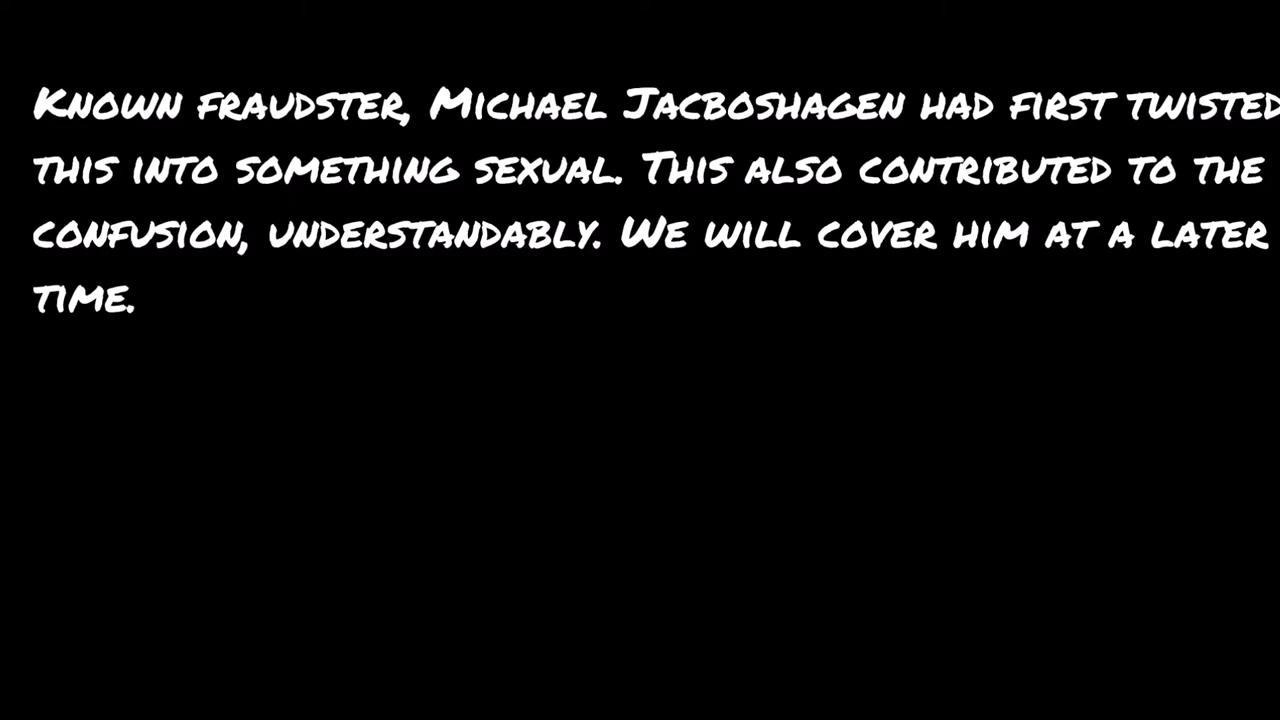 Known fraudster, Michael Jacboshagen had first twisted
this into something sexual. This also contributed to the
confusion, understandably. We will cover him at a later
time.